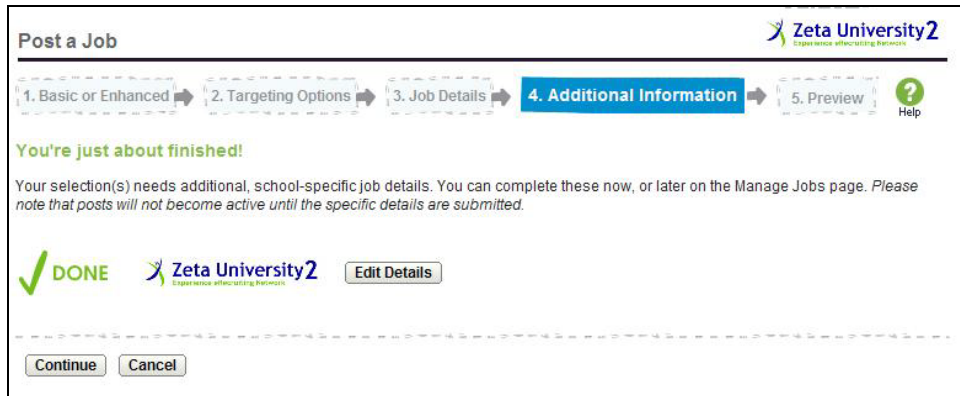 Post a Job
Zeta University2
Experience eRecruiting Network
1. Basic or Enhanced
2. Targeting Options
3. Job Details
4. Additional Information
5. Preview
?
Help
You're just about finished!
Your selection(s) needs additional, school-specific job details. You can complete these now, or later on the Manage Jobs page. Please
note that posts will not become active until the specific details are submitted.
DONE
Zeta University2
Experience eRecruiting Network
Edit Details
Continue
Cancel